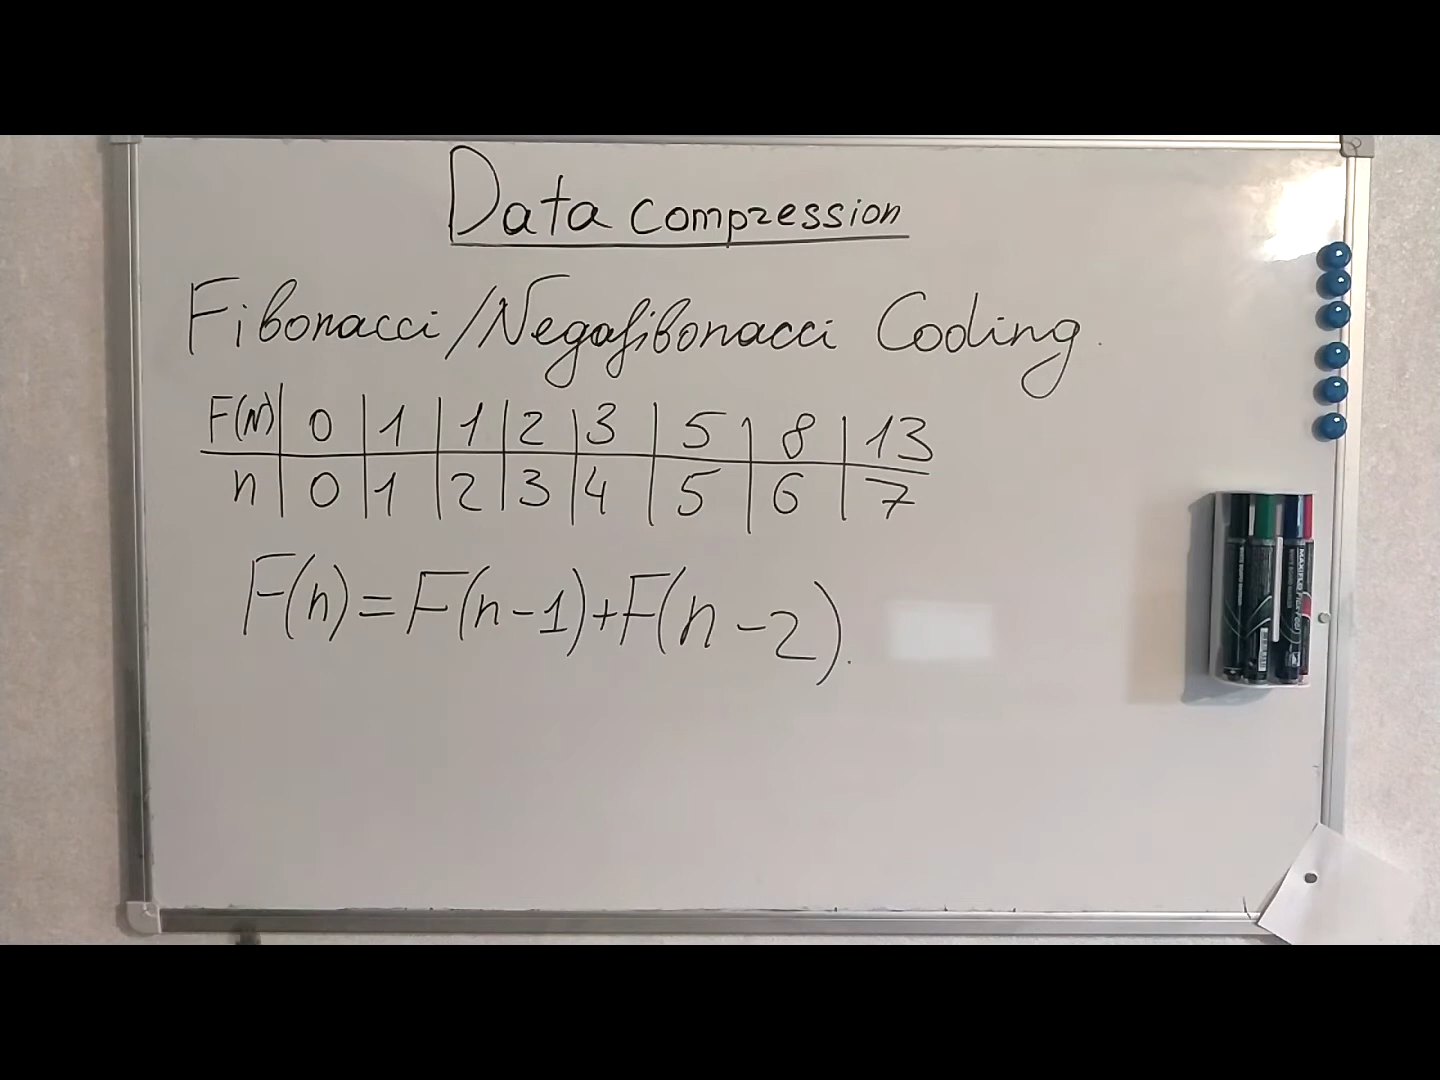 Data compression
Fibonacci/Negafibonacci Coding.
F(N) 0 1 1 2 3 5 8 13
n 0 1 2 3 4 5 6 7
F(n)=F(n-1)+F(n-2).